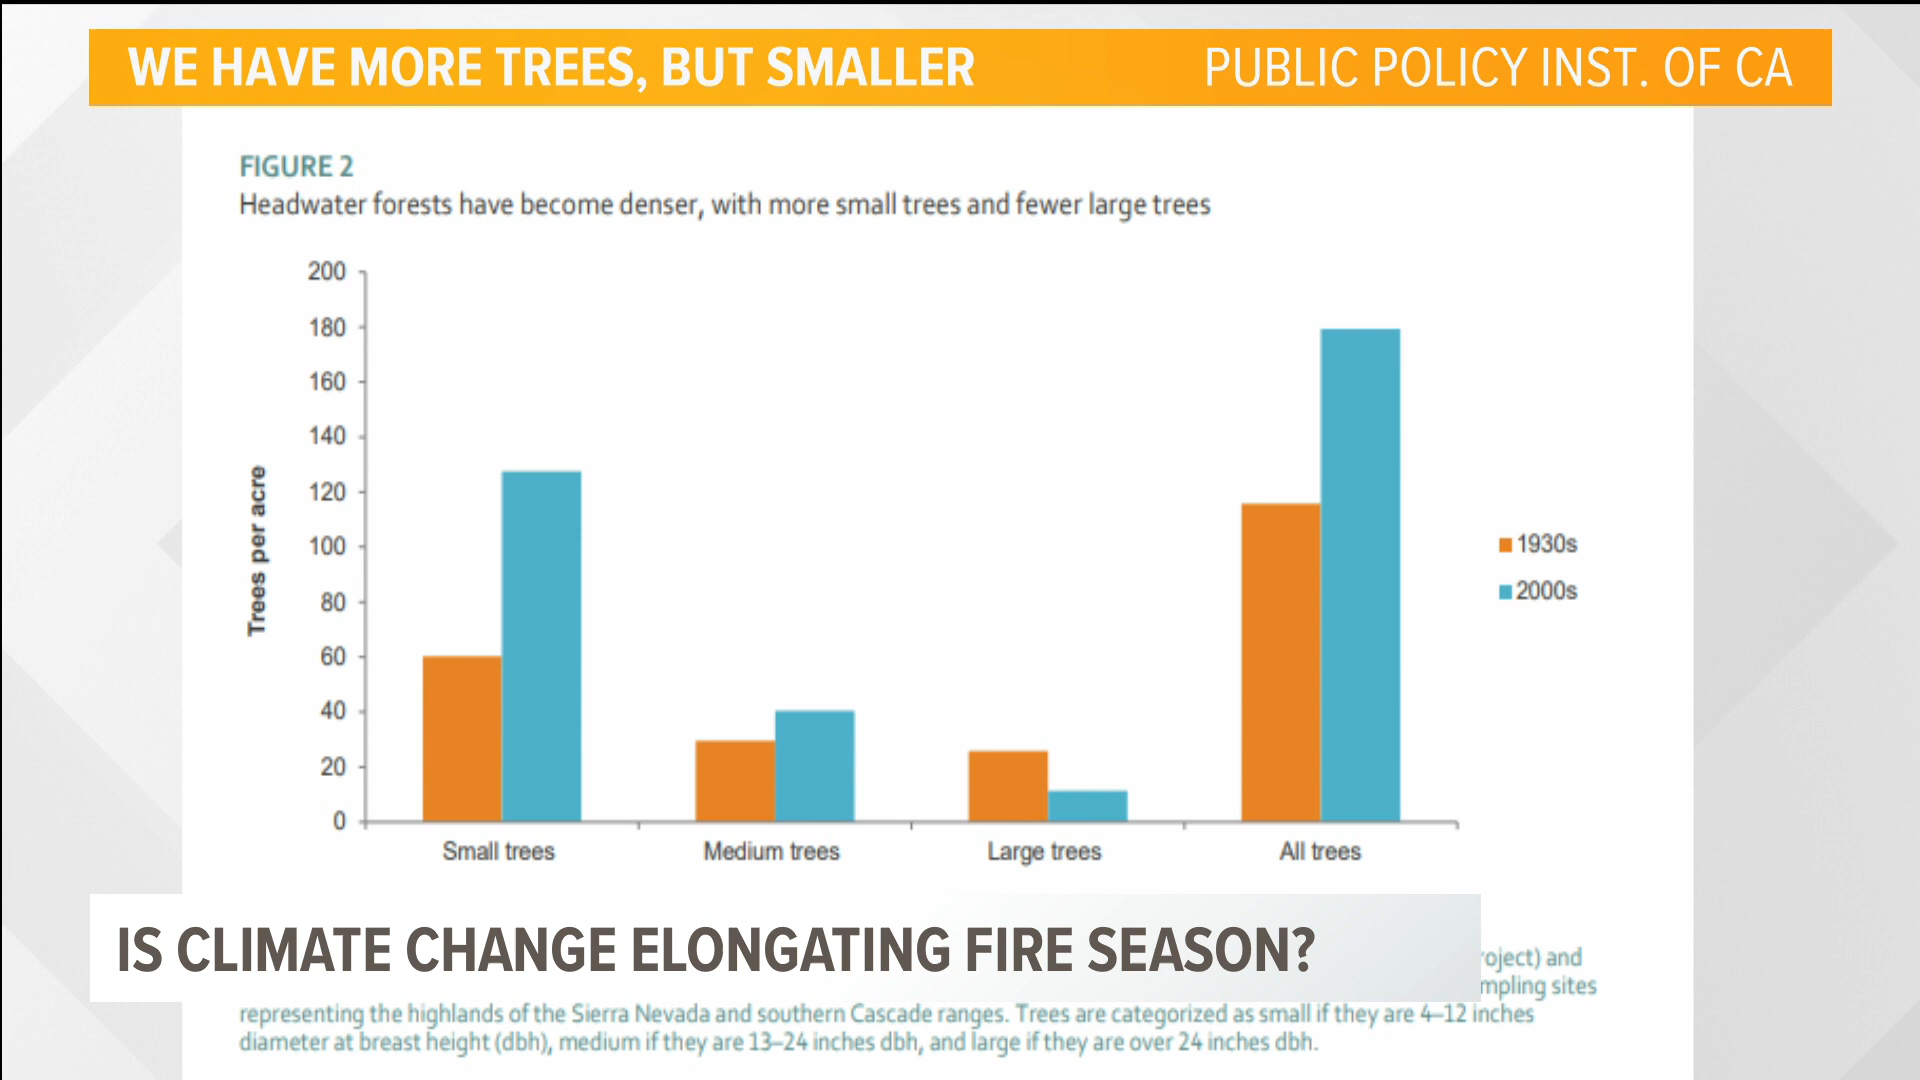 WE HAVE MORE TREES, BUT SMALLER PUBLIC POLICY INST. OF CA
FIGURE 2
Headwater forests have become denser, with more small trees and fewer large trees
200
180
160
140
120
100
80
60
40
20
0
Trees per acre
Small trees Medium trees Large trees All trees
1930s
2000s
IS CLIMATE CHANGE ELONGATING FIRE SEASON?
and
sites
representing the highlands of the Sierra Nevada and southern Cascade ranges. Trees are categorized as small if they are 4–12 inches
diameter at breast height (dbh), medium if they are 13–24 inches dbh, and large if they are over 24 inches dbh.